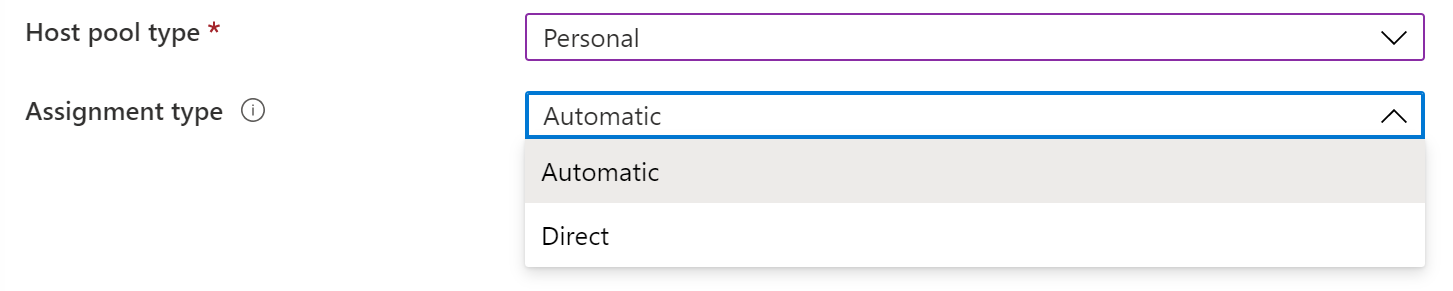 Host pool type *
Personal
Assignment type
Automatic
Automatic
Direct